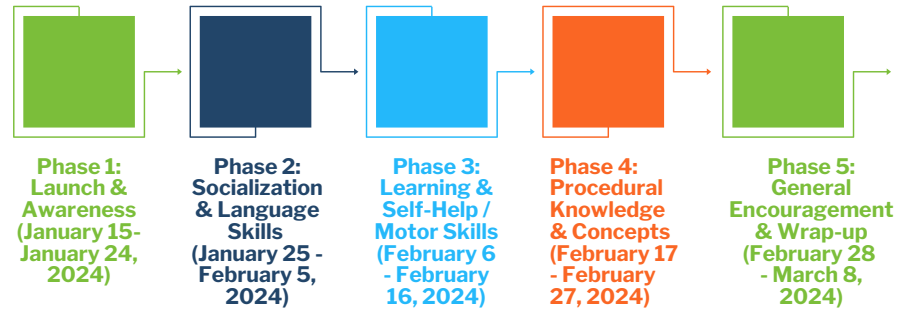 Phase 1:
Launch &
Awareness
(January 15-
January 24,
2024)
Phase 2:
Socialization
& Language
Skills
(January 25 -
February 5,
2024)
Phase 3:
Learning &
Self-Help /
Motor Skills
(February 6
- February
16, 2024)
Phase 4:
Procedural
Knowledge
& Concepts
(February 17
- February
27, 2024)
Phase 5:
General
Encouragement
& Wrap-up
(February 28
- March 8,
2024)